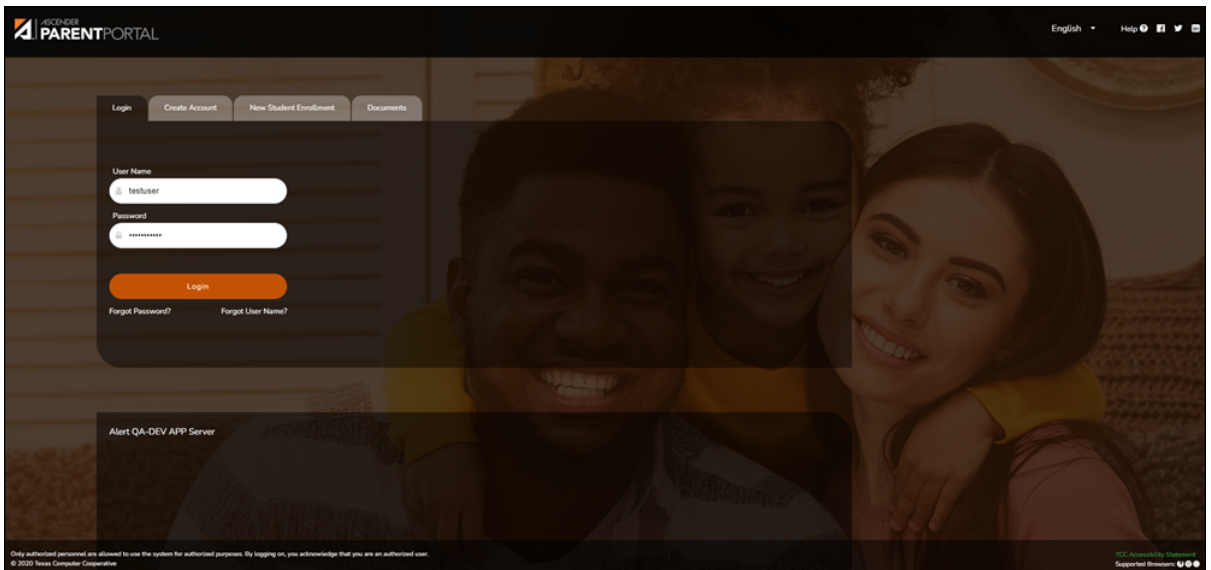 ASCENDER
PARENTPORTAL
English
Help
Login
Create Account
New Student Enrollment
Documents
User Name
testuser
Password
•••••••••••
Login
Forgot Password?
Forgot User Name?
Alert QA-DEV APP Server
Only authorized personnel are allowed to use the system for authorized purposes. By logging on, you acknowledge that you are an authorized user.
© 2020 Texas Computer Cooperative
TCC Accessibility Statement
Supported Browsers: